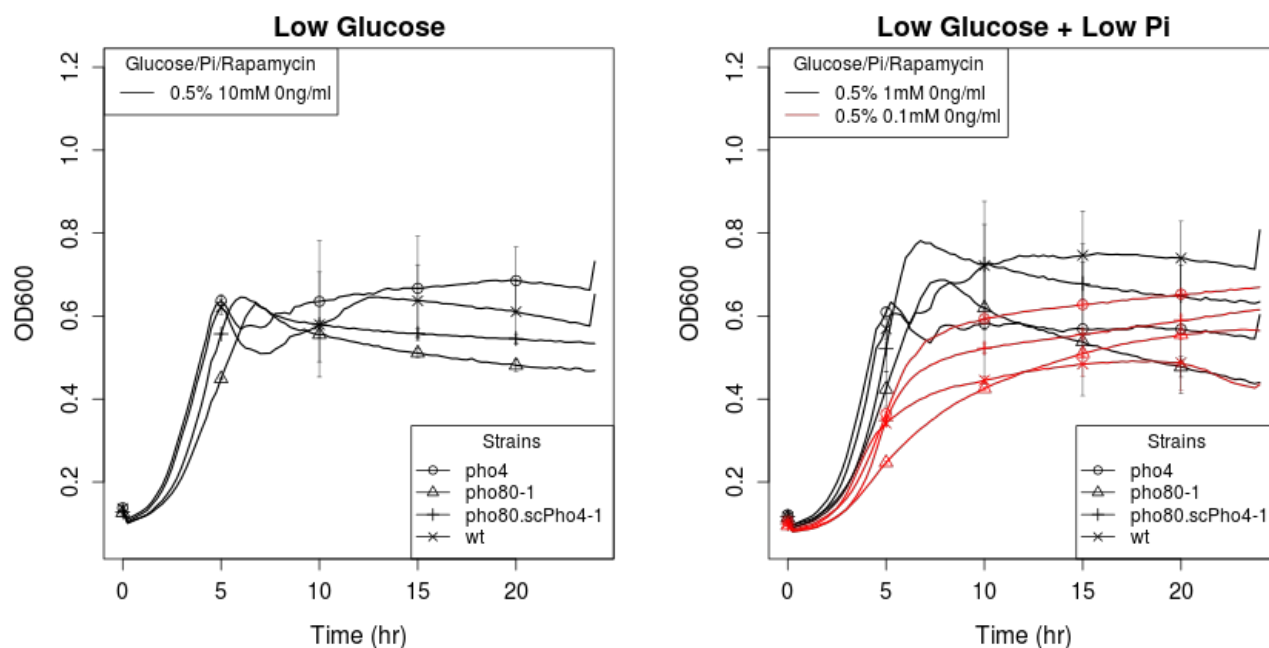 Low Glucose
Glucose/Pi/Rapamycin
0.5% 10mM 0ng/ml
OD600
1.2
1.0
0.8
0.6
0.4
0.2
Strains
pho4
pho80-1
pho80.scPho4-1
wt
0 5 10 15 20
Time (hr)
Low Glucose + Low Pi
Glucose/Pi/Rapamycin
0.5% 1mM 0ng/ml
0.5% 0.1mM 0ng/ml
OD600
1.2
1.0
0.8
0.6
0.4
0.2
Strains
pho4
pho80-1
pho80.scPho4-1
wt
0 5 10 15 20
Time (hr)